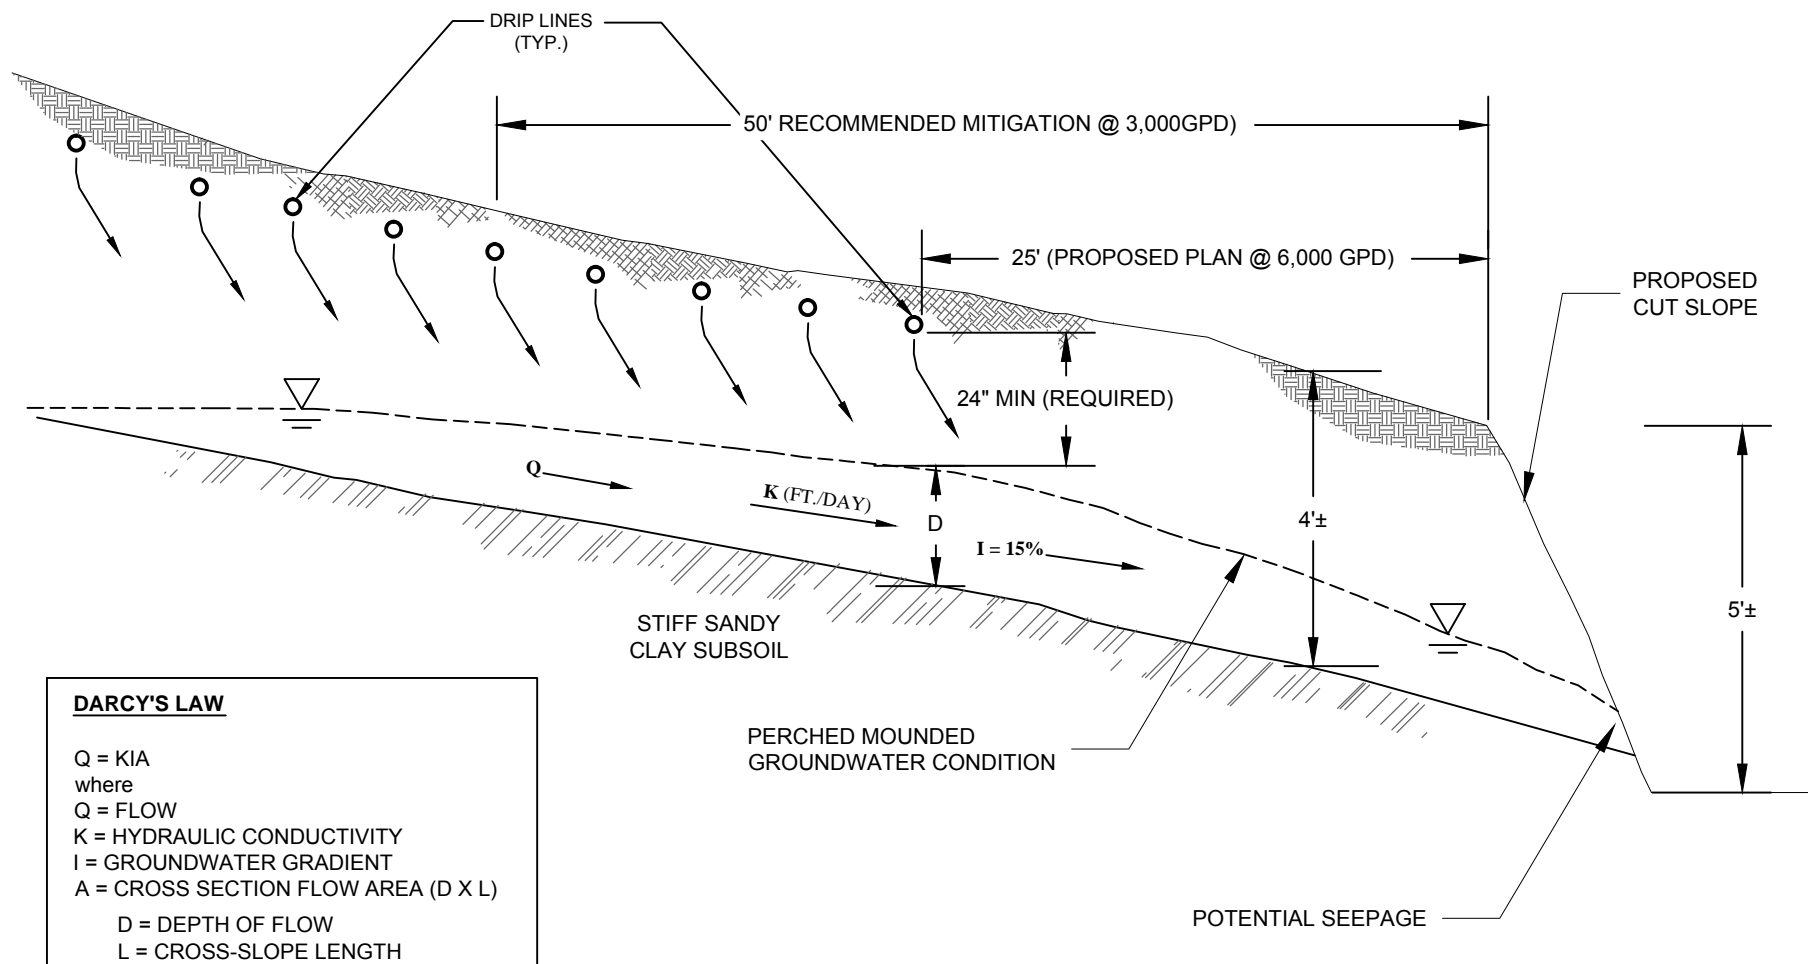 DRIP LINES
(TYP.)
50' RECOMMENDED MITIGATION @ 3,000GPD)
25' (PROPOSED PLAN @ 6,000 GPD)
PROPOSED
CUT SLOPE
24" MIN (REQUIRED)
Q
K (FT./DAY)
D
I = 15%
4'±
5'±
STIFF SANDY
CLAY SUBSOIL
PERCHED MOUNDED
GROUNDWATER CONDITION
POTENTIAL SEEPAGE
DARCY'S LAW
Q = KIA
where
Q = FLOW
K = HYDRAULIC CONDUCTIVITY
I = GROUNDWATER GRADIENT
A = CROSS SECTION FLOW AREA (D X L)
D = DEPTH OF FLOW
L = CROSS-SLOPE LENGTH